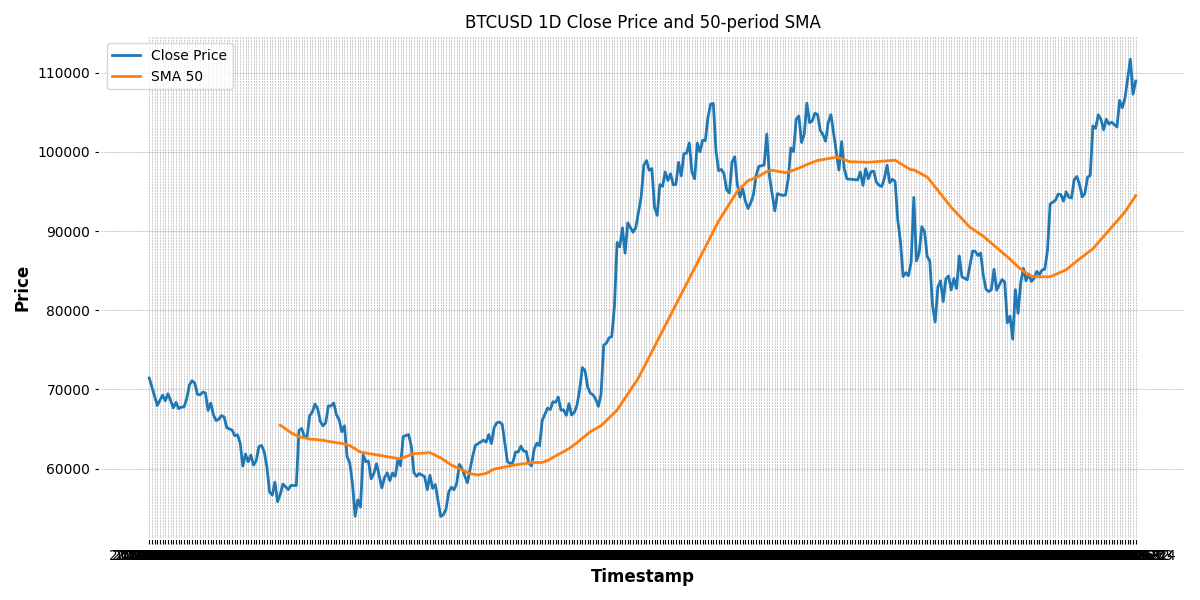 BTCUSD 1D Close Price and 50-period SMA
Close Price
SMA 50
110000
100000
90000
80000
70000
60000
Price
Timestamp